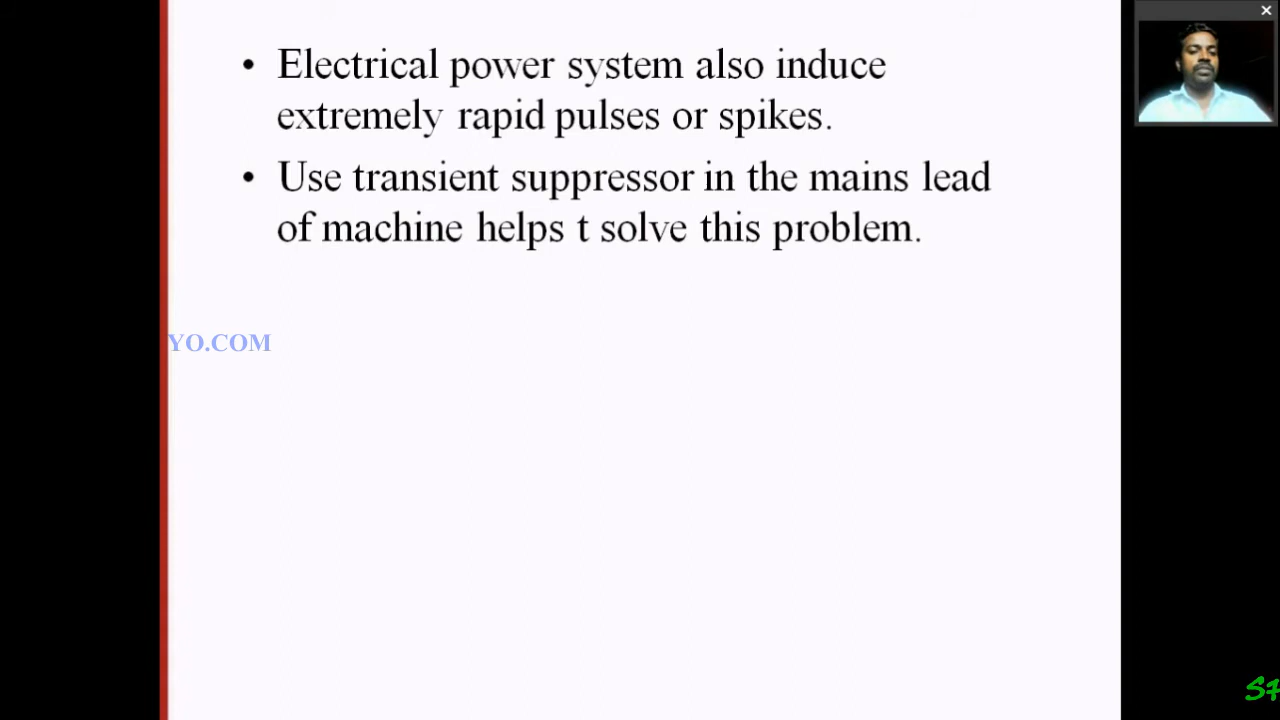 • Electrical power system also induce
extremely rapid pulses or spikes.
• Use transient suppressor in the mains lead
of machine helps t solve this problem.
YO.COM